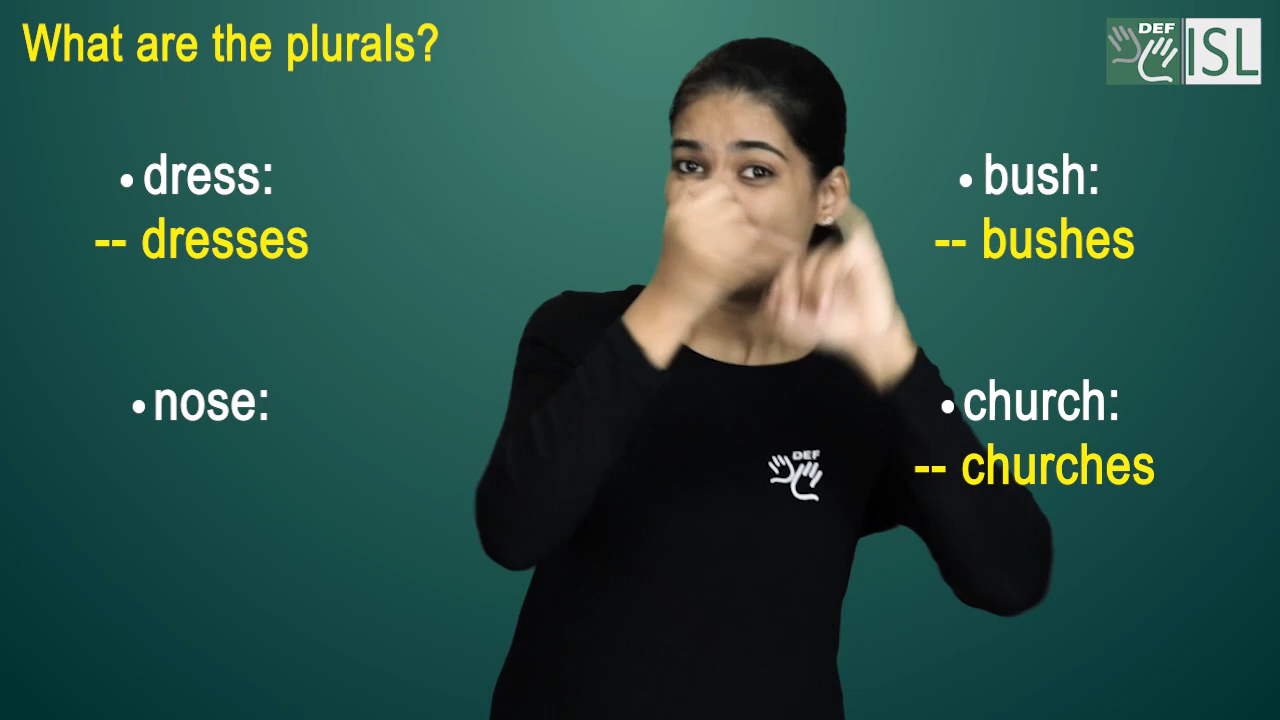 What are the plurals?
DEF
ISL
• dress:
-- dresses
• bush:
-- bushes
• nose:
• church:
-- churches
DEF